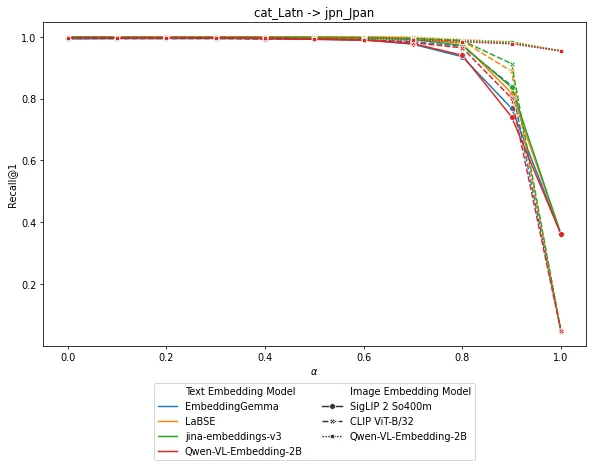 cat_Latn -> jpn_Jpan
1.0
0.8
0.6
0.4
0.2
Recall@1
0.0 0.2 0.4 0.6 0.8 1.0
α
Text Embedding Model Image Embedding Model
EmbeddingGemma SigLIP 2 So400m
LaBSE CLIP ViT-B/32
jina-embeddings-v3 Qwen-VL-Embedding-2B
Qwen-VL-Embedding-2B